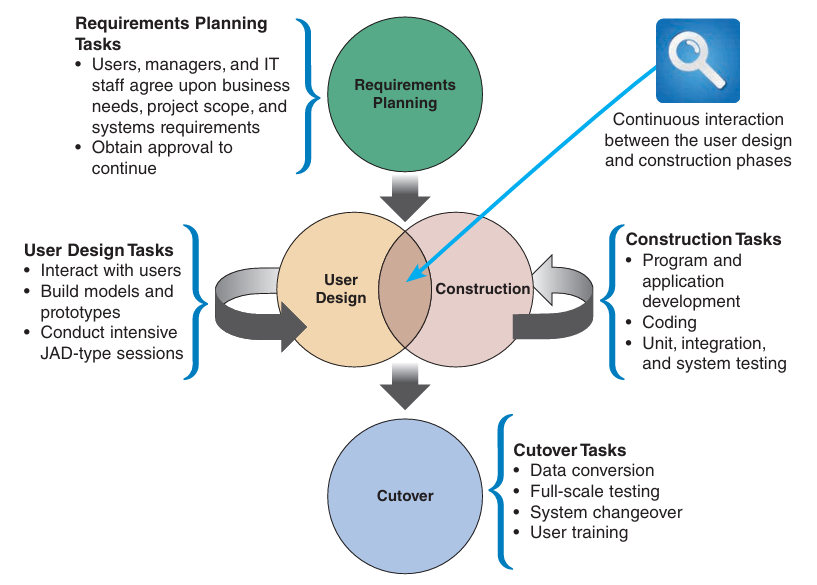 Requirements Planning
Tasks
• Users, managers, and IT
staff agree upon business
needs, project scope, and
systems requirements
• Obtain approval to
continue
Requirements
Planning
Continuous interaction
between the user design
and construction phases
User Design Tasks
• Interact with users
• Build models and
prototypes
• Conduct intensive
JAD-type sessions
User
Design
Construction
Construction Tasks
• Program and
application
development
• Coding
• Unit, integration,
and system testing
Cutover
Cutover Tasks
• Data conversion
• Full-scale testing
• System changeover
• User training